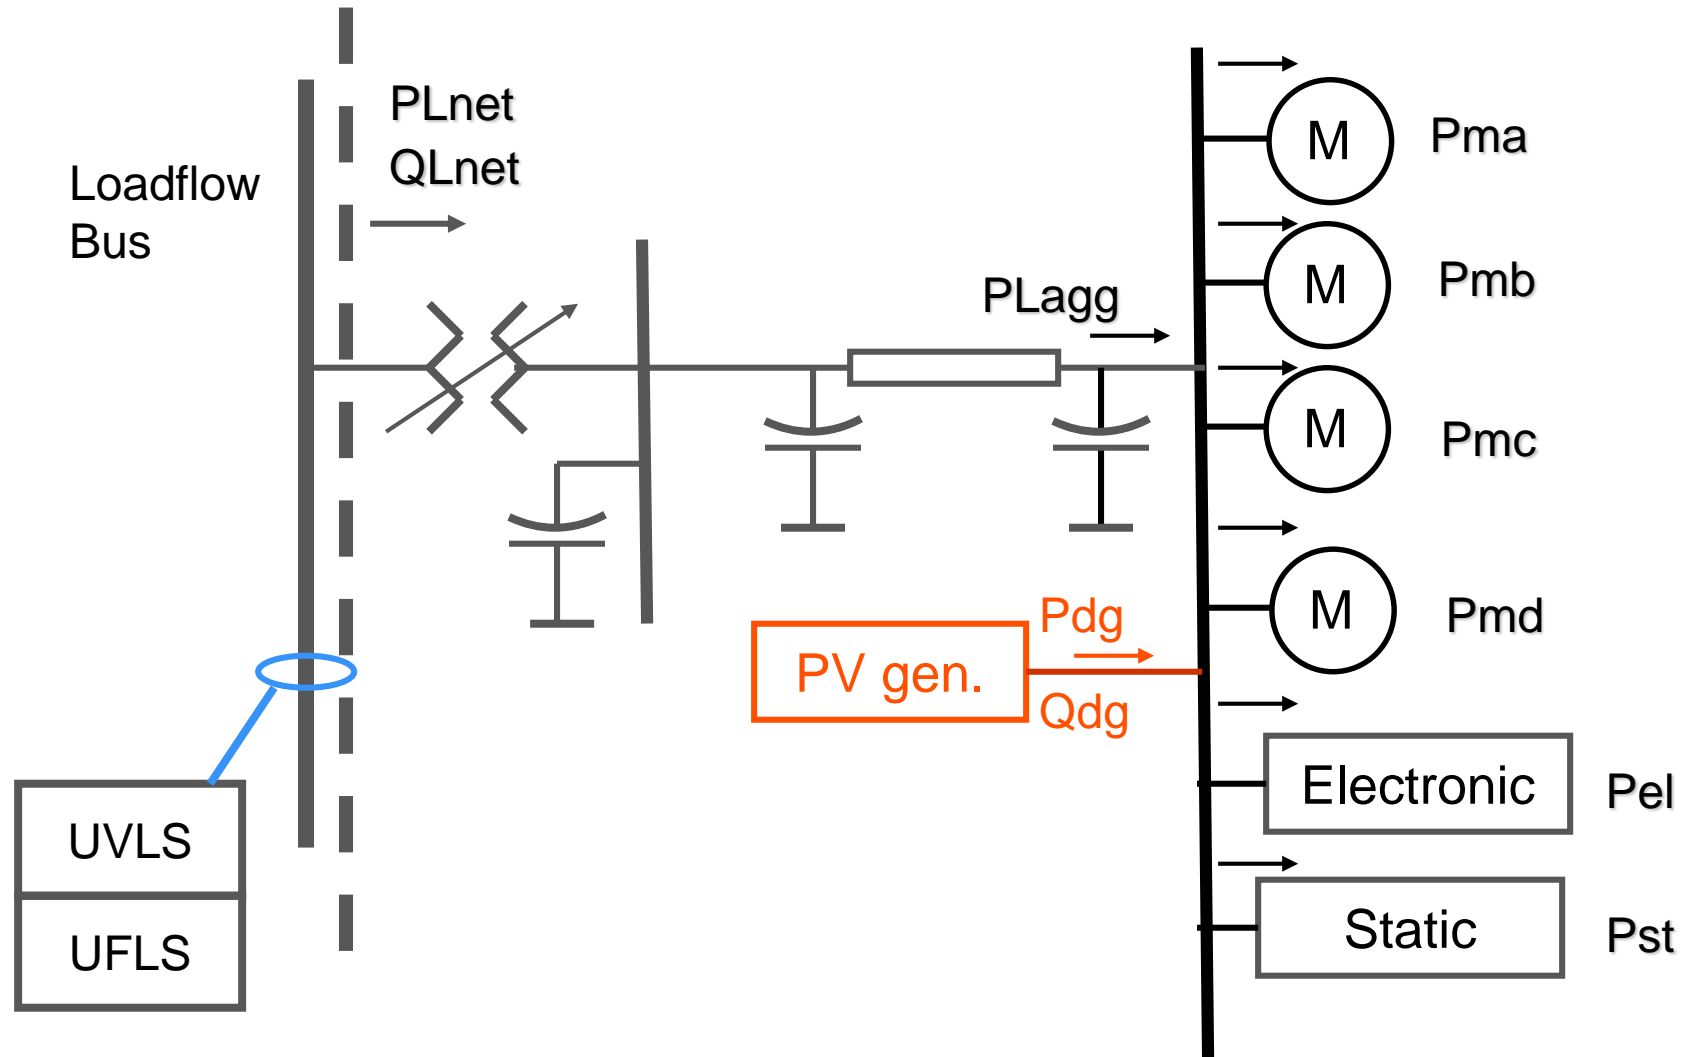 PLnet
QLnet
Loadflow
Bus
PLagg
M
Pma
M
Pmb
M
Pmc
M
Pmd
Pdg
PV gen.
Qdg
Electronic
Pel
UVLS
Static
Pst
UFLS